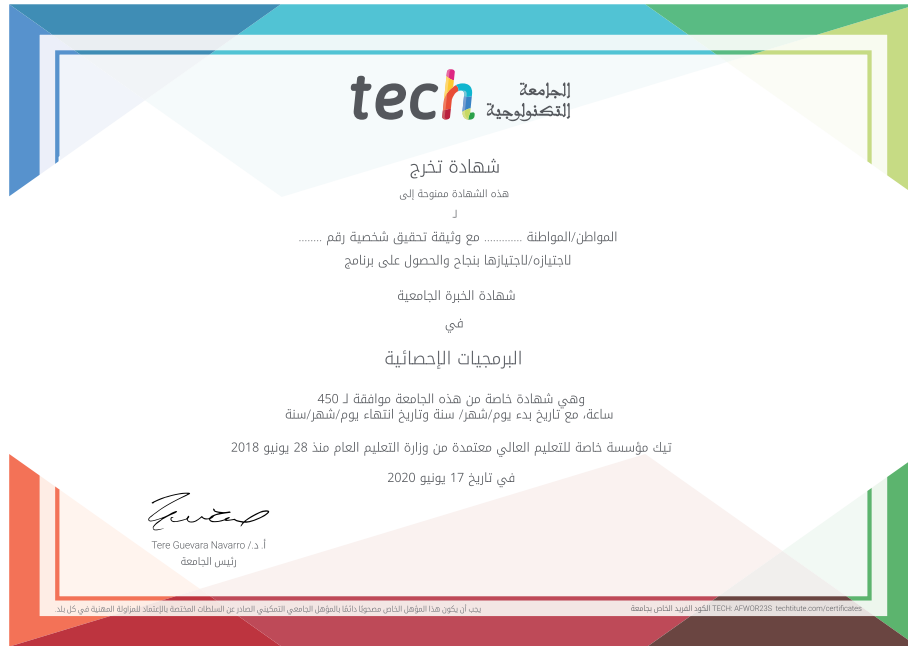 tech الجامعة
التكنولوجية
شهادة تخرج
هذه الشهادة ممنوحة إلى
لـ
المواطن/المواطنة ............ مع وثيقة تحقيق شخصية رقم ........
لاجتيازه/لاجتيازها بنجاح والحصول على برنامج
شهادة الخبرة الجامعية
في
البرمجيات الإحصائية
وهي شهادة خاصة من هذه الجامعة موافقة لـ 450
ساعة، مع تاريخ بدء يوم/شهر/ سنة وتاريخ انتهاء يوم/شهر/سنة
تيك مؤسسة خاصة للتعليم العالي معتمدة من وزارة التعليم العام منذ 28 يونيو 2018
في تاريخ 17 يونيو 2020
أ. د./ Tere Guevara Navarro
رئيس الجامعة
يجب أن يكون هذا المؤهل الخاص مصحوبًا دائمًا بالمؤهل الجامعي التمكيني الصادر عن السلطات المختصة بالإعتماد للمزاولة المهنية في كل بلد.
الكود الفريد الخاص بجامعة TECH: AFWOR23S techtitute.com/certificates